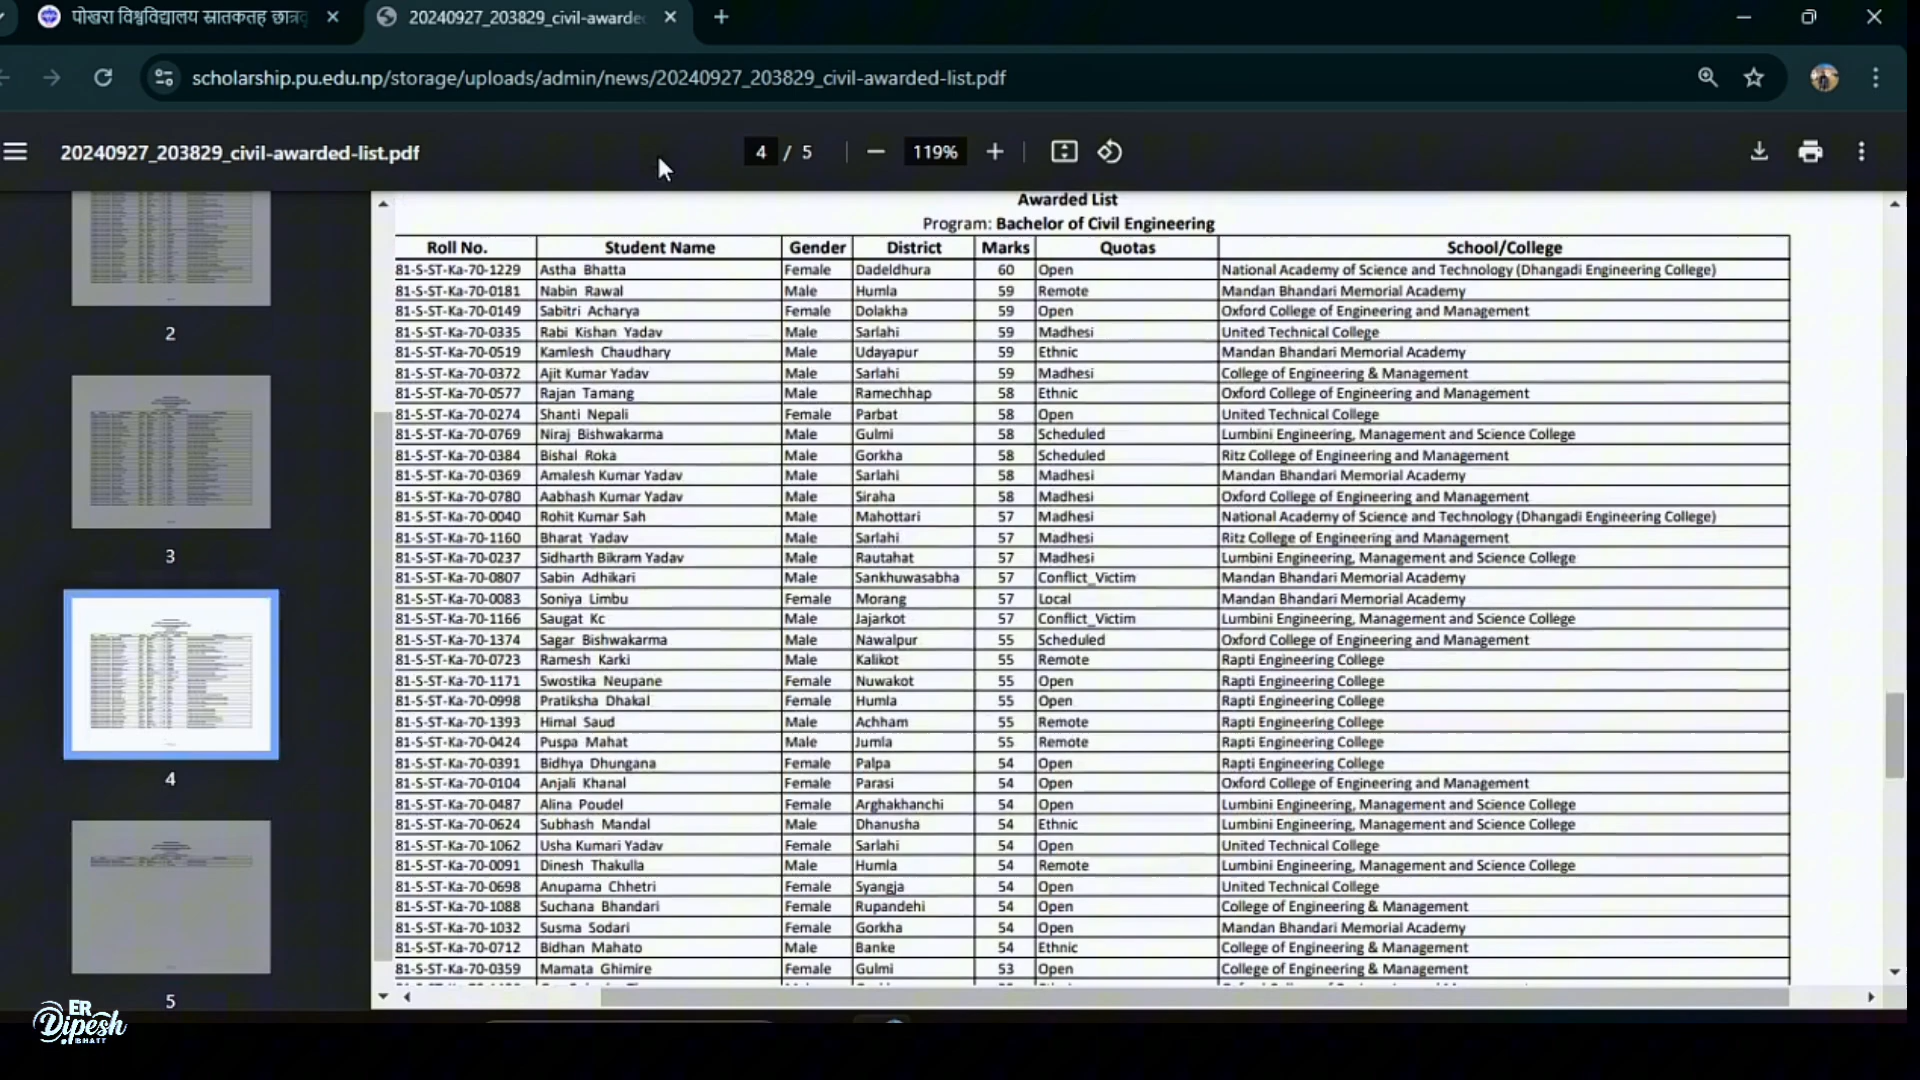 पोखरा विश्वविद्यालय स्नातकतह छात्रवृ
20240927_203829_civil-awarde
scholarship.pu.edu.np/storage/uploads/admin/news/20240927_203829_civil-awarded-list.pdf
20240927_203829_civil-awarded-list.pdf 4 / 5 119%
2
3
4
5
Awarded List
Program: Bachelor of Civil Engineering
Roll No. Student Name Gender District Marks Quotas School/College
81-S-ST-Ka-70-1229 Astha Bhatta Female Dadeldhura 60 Open National Academy of Science and Technology (Dhangadi Engineering College)
81-S-ST-Ka-70-0181 Nabin Rawal Male Humla 59 Remote Mandan Bhandari Memorial Academy
81-S-ST-Ka-70-0149 Sabitri Acharya Female Dolakha 59 Open Oxford College of Engineering and Management
81-S-ST-Ka-70-0335 Rabi Kishan Yadav Male Sarlahi 59 Madhesi United Technical College
81-S-ST-Ka-70-0519 Kamlesh Chaudhary Male Udayapur 59 Ethnic Mandan Bhandari Memorial Academy
81-S-ST-Ka-70-0372 Ajit Kumar Yadav Male Sarlahi 59 Madhesi College of Engineering & Management
81-S-ST-Ka-70-0577 Rajan Tamang Male Ramechhap 58 Ethnic Oxford College of Engineering and Management
81-S-ST-Ka-70-0274 Shanti Nepali Female Parbat 58 Open United Technical College
81-S-ST-Ka-70-0769 Niraj Bishwakarma Male Gulmi 58 Scheduled Lumbini Engineering, Management and Science College
81-S-ST-Ka-70-0384 Bishal Roka Male Gorkha 58 Scheduled Ritz College of Engineering and Management
81-S-ST-Ka-70-0369 Amalesh Kumar Yadav Male Sarlahi 58 Madhesi Mandan Bhandari Memorial Academy
81-S-ST-Ka-70-0780 Aabhash Kumar Yadav Male Siraha 58 Madhesi Oxford College of Engineering and Management
81-S-ST-Ka-70-0040 Rohit Kumar Sah Male Mahottari 57 Madhesi National Academy of Science and Technology (Dhangadi Engineering College)
81-S-ST-Ka-70-1160 Bharat Yadav Male Sarlahi 57 Madhesi Ritz College of Engineering and Management
81-S-ST-Ka-70-0237 Sidharth Bikram Yadav Male Rautahat 57 Madhesi Lumbini Engineering, Management and Science College
81-S-ST-Ka-70-0807 Sabin Adhikari Male Sankhuwasabha 57 Conflict_Victim Mandan Bhandari Memorial Academy
81-S-ST-Ka-70-0083 Soniya Limbu Female Morang 57 Local Mandan Bhandari Memorial Academy
81-S-ST-Ka-70-1166 Saugat Kc Male Jajarkot 57 Conflict_Victim Lumbini Engineering, Management and Science College
81-S-ST-Ka-70-1374 Sagar Bishwakarma Male Nawalpur 55 Scheduled Oxford College of Engineering and Management
81-S-ST-Ka-70-0723 Ramesh Karki Male Kalikot 55 Remote Rapti Engineering College
81-S-ST-Ka-70-1171 Swostika Neupane Female Nuwakot 55 Open Rapti Engineering College
81-S-ST-Ka-70-0998 Pratiksha Dhakal Female Humla 55 Open Rapti Engineering College
81-S-ST-Ka-70-1393 Himal Saud Male Achham 55 Remote Rapti Engineering College
81-S-ST-Ka-70-0424 Puspa Mahat Male Jumla 55 Remote Rapti Engineering College
81-S-ST-Ka-70-0391 Bidhya Dhungana Female Palpa 54 Open Rapti Engineering College
81-S-ST-Ka-70-0104 Anjali Khanal Female Parasi 54 Open Oxford College of Engineering and Management
81-S-ST-Ka-70-0487 Alina Poudel Female Arghakhanchi 54 Open Lumbini Engineering, Management and Science College
81-S-ST-Ka-70-0624 Subhash Mandal Male Dhanusha 54 Ethnic Lumbini Engineering, Management and Science College
81-S-ST-Ka-70-1062 Usha Kumari Yadav Female Sarlahi 54 Open United Technical College
81-S-ST-Ka-70-0091 Dinesh Thakulla Male Humla 54 Remote Lumbini Engineering, Management and Science College
81-S-ST-Ka-70-0698 Anupama Chhetri Female Syangja 54 Open United Technical College
81-S-ST-Ka-70-1088 Suchana Bhandari Female Rupandehi 54 Open College of Engineering & Management
81-S-ST-Ka-70-1032 Susma Sodari Female Gorkha 54 Open Mandan Bhandari Memorial Academy
81-S-ST-Ka-70-0712 Bidhan Mahato Male Banke 54 Ethnic College of Engineering & Management
81-S-ST-Ka-70-0359 Mamata Ghimire Female Gulmi 53 Open College of Engineering & Management
ER
Dipesh
BHATT